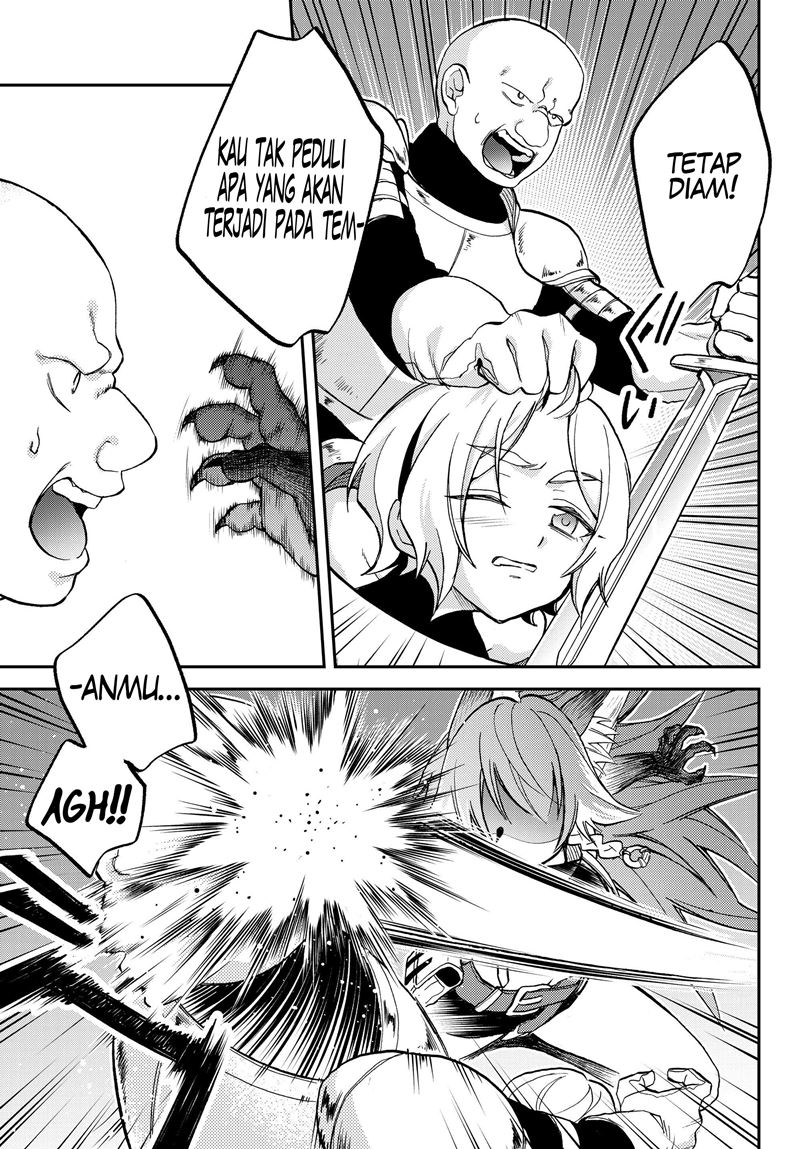 TETAP
DIAM!
KAU TAK PEDULI
APA YANG AKAN
TERJADI PADA TEM-
-ANMU...
AGH!!